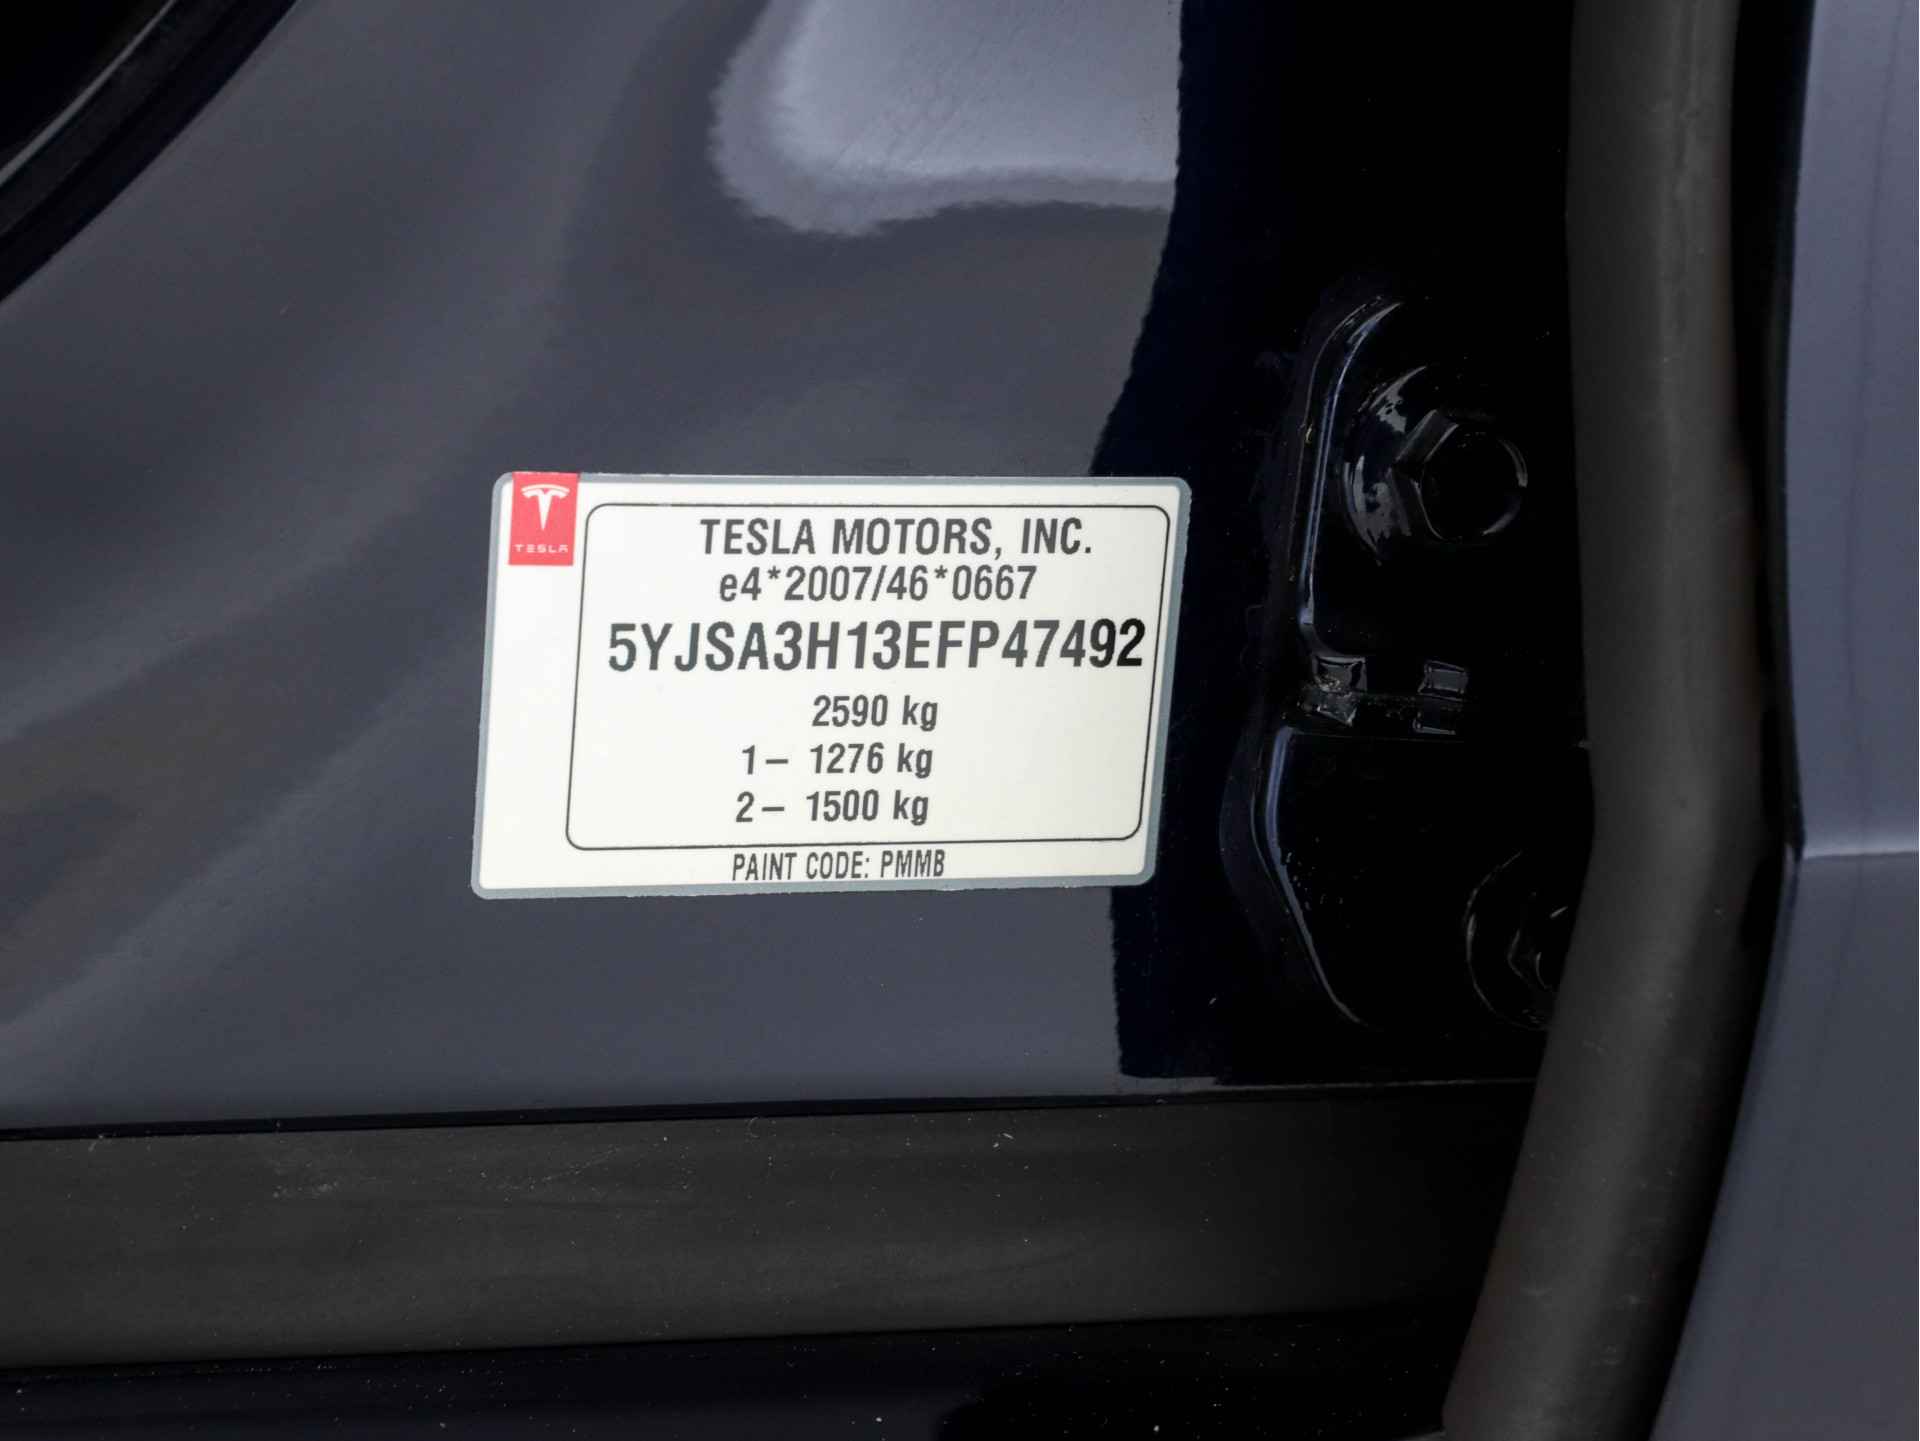 TESLA
TESLA MOTORS, INC.
e4*2007/46*0667
5YJSA3H13EFP47492
2590 kg
1– 1276 kg
2– 1500 kg
PAINT CODE: PMMB